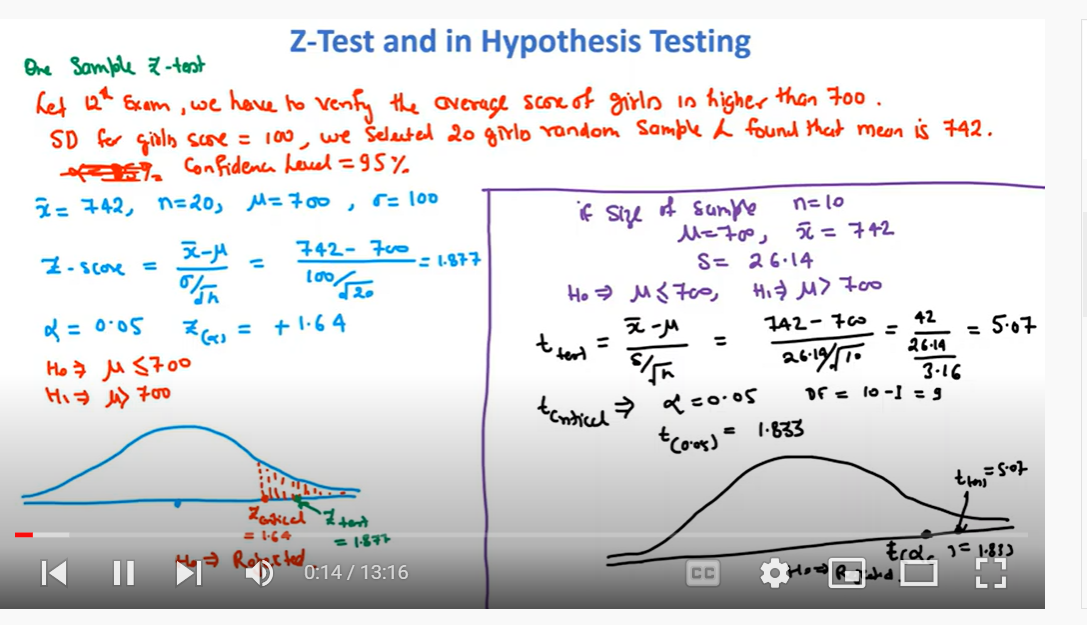 Z-Test and in Hypothesis Testing
One Sample Z-test
Let 12th Exam, we have to verify the average score of girls is higher than 700.
SD for girls score = 100, we Selected 20 girls random Sample & found that mean is 742.
Confidence Level = 95%
x̄ = 742, n=20, μ=700, σ=100
Z-score = (x̄-μ)/(σ/√n) = (742-700)/(100/√20) = 1.877
α = 0.05 Z(α) = +1.64
H₀ ⇒ μ ≤ 700
H₁ ⇒ μ > 700
Zcritical = 1.64
Ztest = 1.877
H₀ ⇒ Rejected.
if size of sample n=10
μ=700, x̄ = 742
S = 26.14
H₀ ⇒ μ ≤ 700, H₁ ⇒ μ > 700
t test = (x̄-μ)/(S/√n) = (742-700)/(26.14/√10) = 42/(26.14/3.16) = 5.07
tCritical ⇒ α = 0.05 DF = 10-1 = 9
t(0.05) = 1.833
ttes = 5.07
= 1.833
H₀ ⇒
0:14 / 13:16
CC